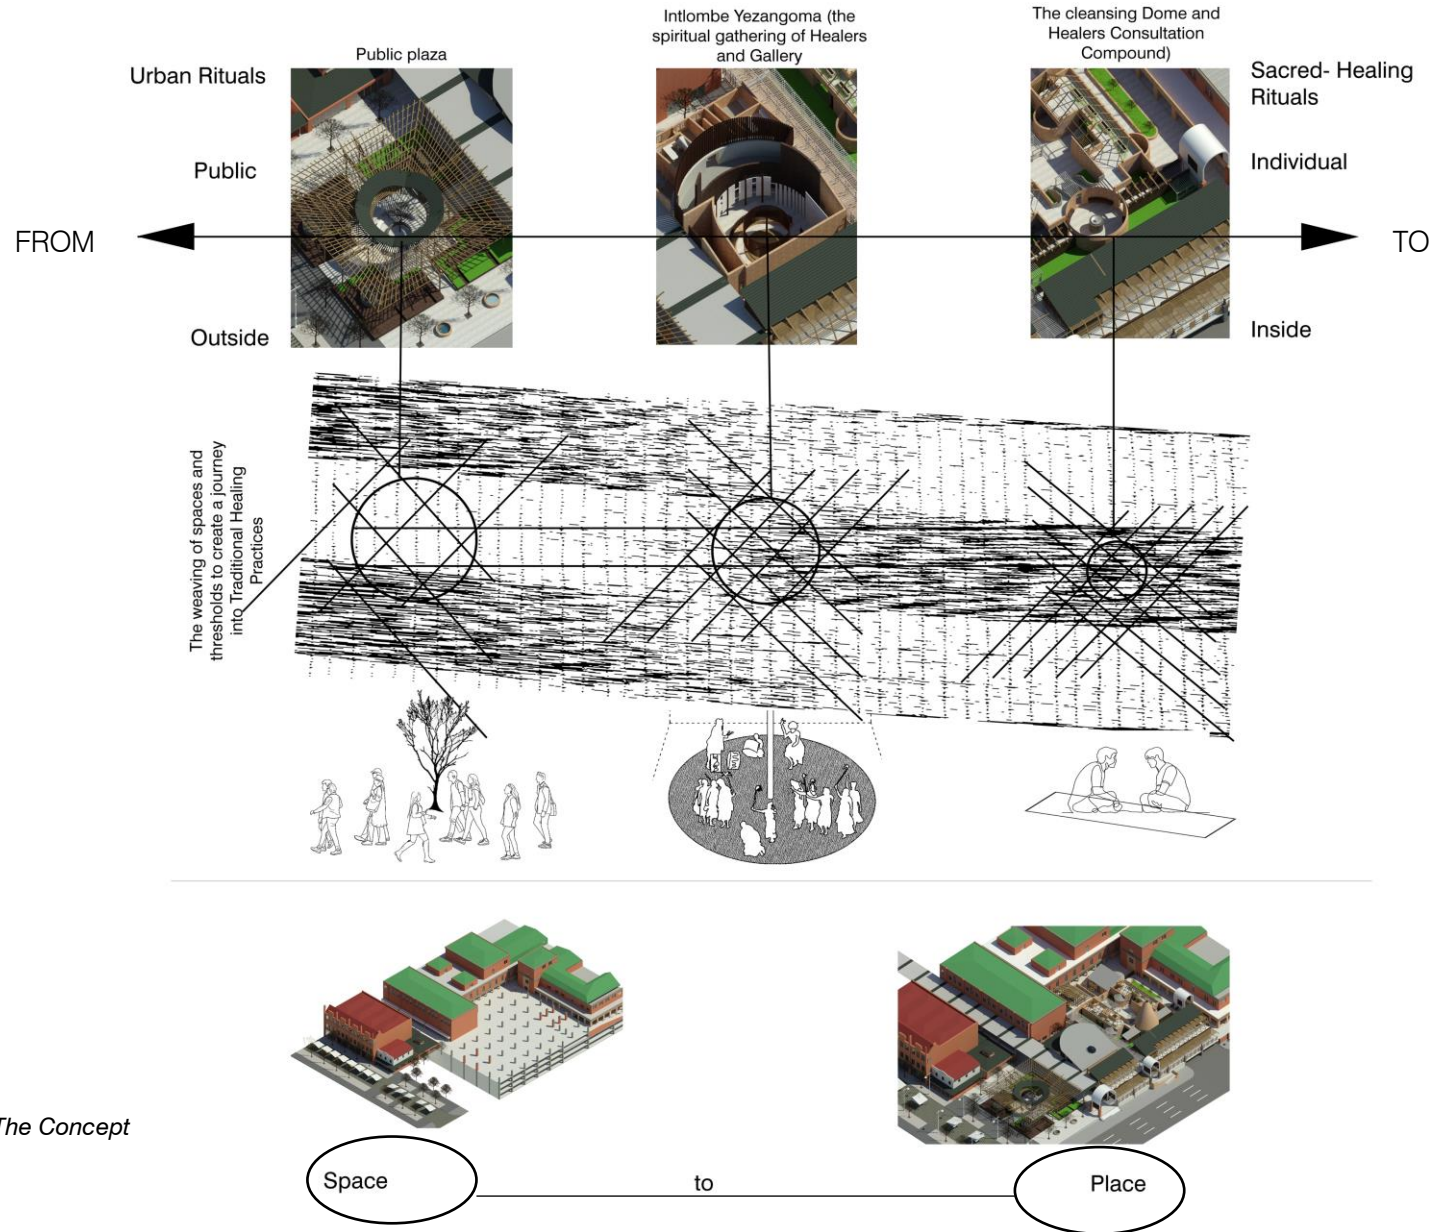 Public plaza
Intlombe Yezangoma (the
spiritual gathering of Healers
and Gallery
The cleansing Dome and
Healers Consultation
Compound)
Urban Rituals
Sacred- Healing
Rituals
Public
Individual
FROM
TO
Outside
Inside
The weaving of spaces and
thresholds to create a journey
into Traditional Healing
Practices
The Concept
Space
to
Place